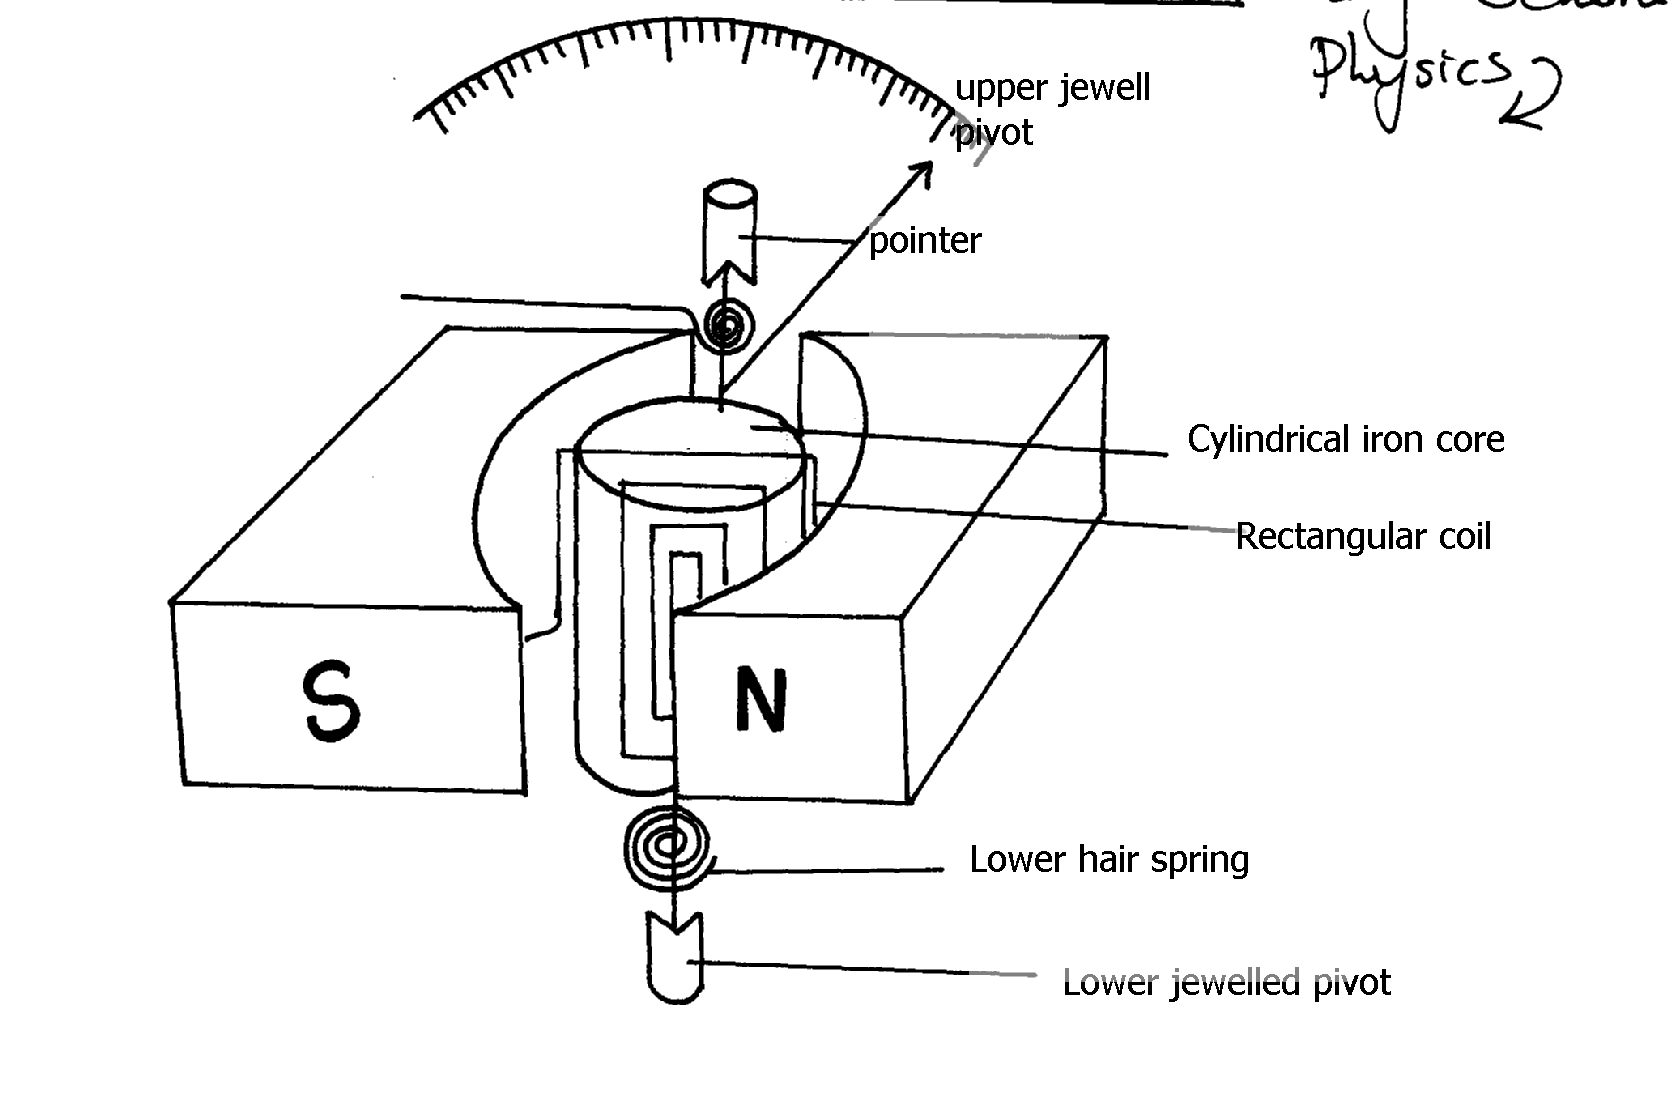 Physics
upper jewell
pivot
pointer
Cylindrical iron core
Rectangular coil
S
N
Lower hair spring
Lower jewelled pivot